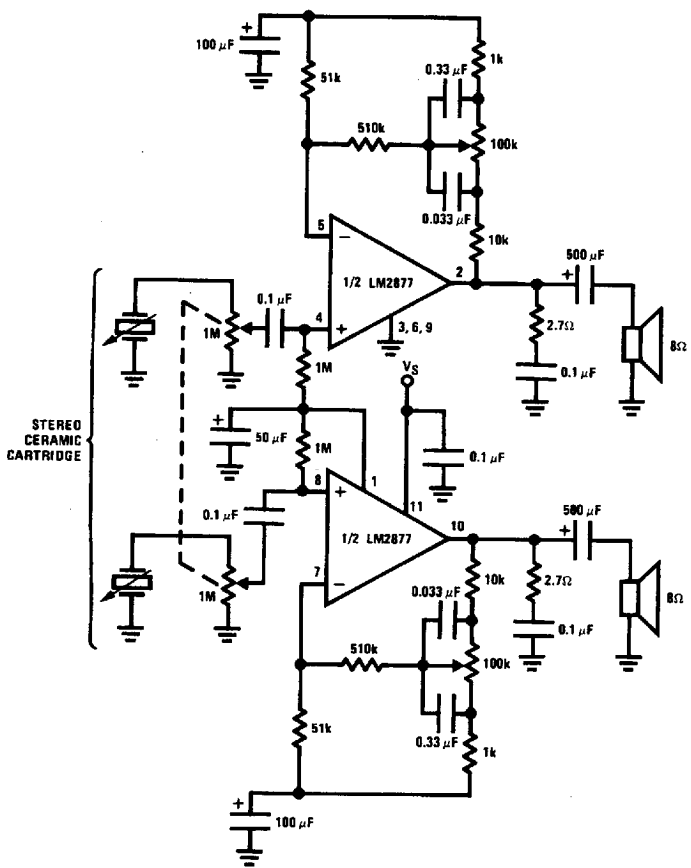 100 µF
+
51k
1k
0.33 µF
510k
100k
0.033 µF
10k
5
−
1/2 LM2877
2
500 µF
+
0.1 µF
4
+
3, 6, 9
2.7Ω
8Ω
1M
1M
0.1 µF
VS
STEREO
CERAMIC
CARTRIDGE
+
50 µF
1M
1
0.1 µF
8
+
11
0.1 µF
1/2 LM2877
10
500 µF
+
7
−
10k
2.7Ω
8Ω
1M
0.033 µF
0.1 µF
510k
100k
51k
0.33 µF
1k
+
100 µF